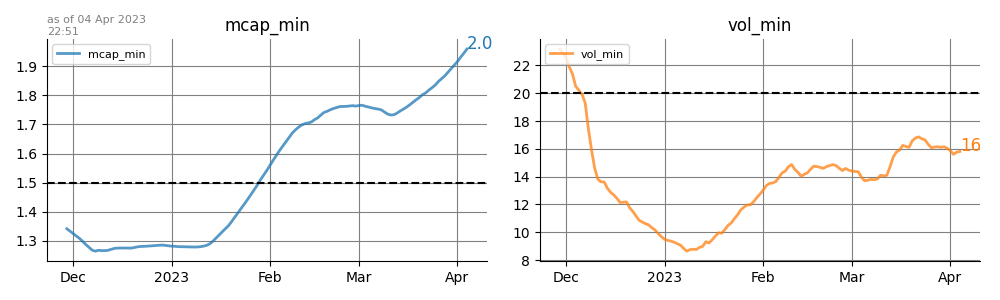 as of 04 Apr 2023
22:51
mcap_min
mcap_min
2.0
1.9
1.8
1.7
1.6
1.5
1.4
1.3
Dec
2023
Feb
Mar
Apr
vol_min
vol_min
22
20
18
16
14
12
10
8
16
Dec
2023
Feb
Mar
Apr